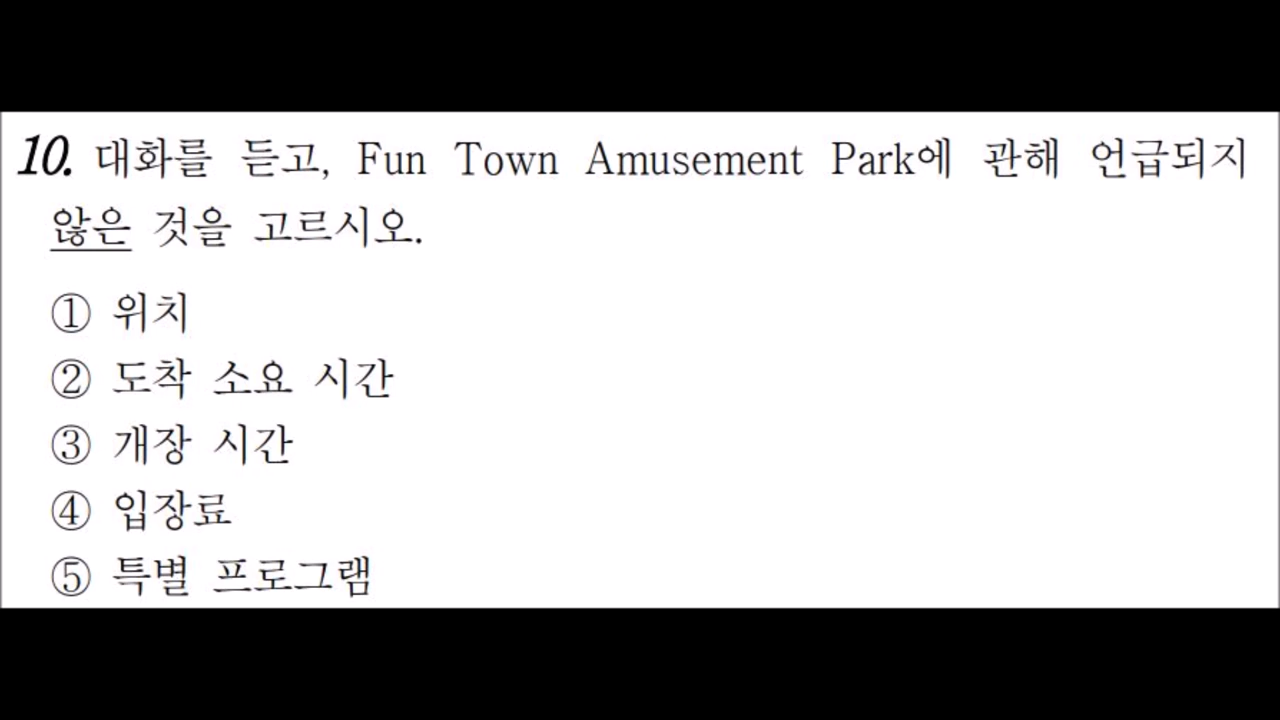 10. 대화를 듣고, Fun Town Amusement Park에 관해 언급되지
않은 것을 고르시오.
① 위치
② 도착 소요 시간
③ 개장 시간
④ 입장료
⑤ 특별 프로그램